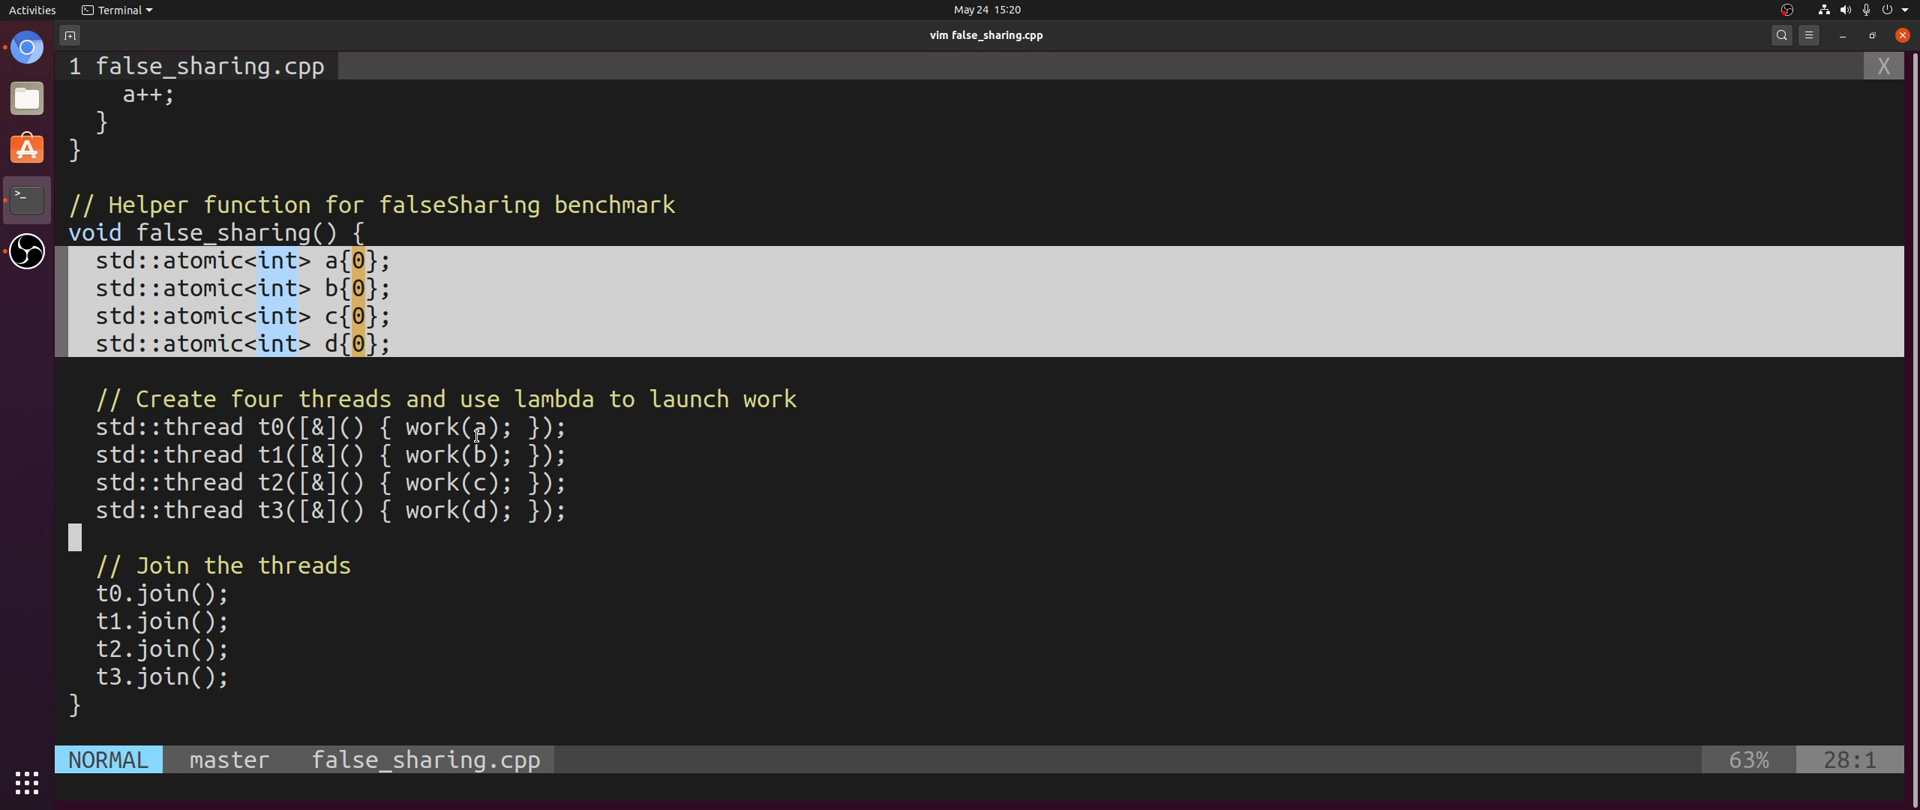 Activities
Terminal
May 24 15:20
vim false_sharing.cpp
1 false_sharing.cpp
X
a++;
}
}
// Helper function for falseSharing benchmark
void false_sharing() {
std::atomic<int> a{0};
std::atomic<int> b{0};
std::atomic<int> c{0};
std::atomic<int> d{0};
// Create four threads and use lambda to launch work
std::thread t0([&]() { work(a); });
std::thread t1([&]() { work(b); });
std::thread t2([&]() { work(c); });
std::thread t3([&]() { work(d); });
// Join the threads
t0.join();
t1.join();
t2.join();
t3.join();
}
NORMAL master false_sharing.cpp 63% 28:1